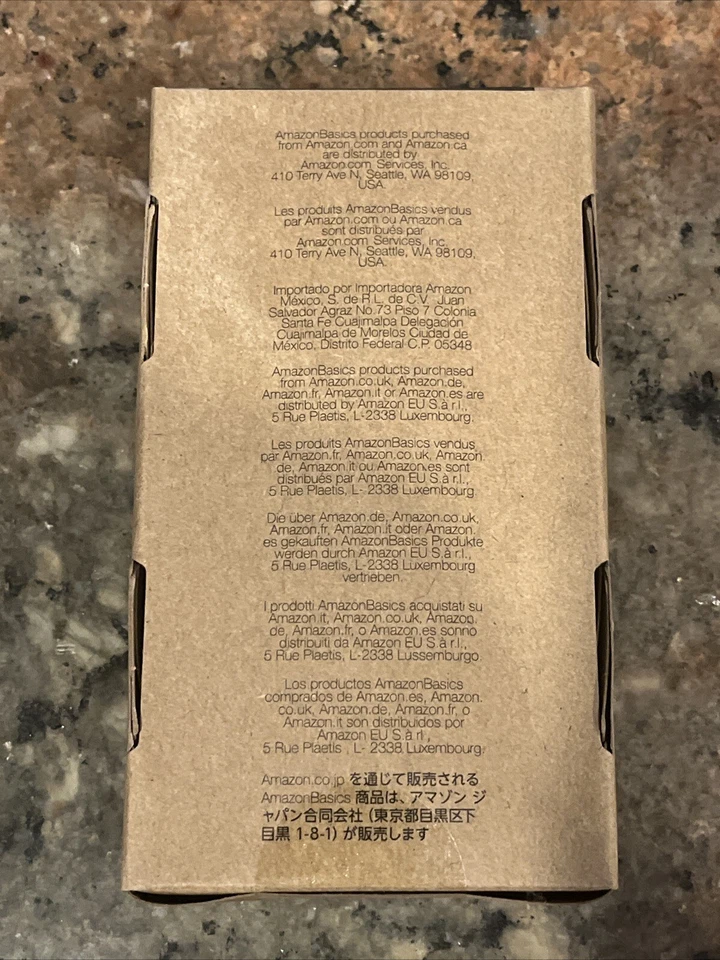 AmazonBasics products purchased
from Amazon.com and Amazon.ca
are distributed by
Amazon.com Services, Inc.
410 Terry Ave N, Seattle, WA 98109,
USA.
Les produits AmazonBasics vendus
par Amazon.com ou Amazon.ca
sont distribués par
Amazon.com Services, Inc.,
410 Terry Ave N, Seattle, WA 98109,
USA.
Importado por Importadora Amazon
México, S. de R.L. de C.V. Juan
Salvador Agraz No.73 Piso 7 Colonia
Santa Fe Cuajimalpa Delegación
Cuajimalpa de Morelos Ciudad de
México, Distrito Federal C.P. 05348
AmazonBasics products purchased
from Amazon.co.uk, Amazon.de,
Amazon.fr, Amazon.it or Amazon.es are
distributed by Amazon EU S.à r.l.,
5 Rue Plaetis, L-2338 Luxembourg.
Les produits AmazonBasics vendus
par Amazon.fr, Amazon.co.uk, Amazon.
de, Amazon.it ou Amazon.es sont
distribués par Amazon EU S.à r.l.,
5 Rue Plaetis, L- 2338 Luxembourg
Die über Amazon.de, Amazon.co.uk,
Amazon.fr, Amazon.it oder Amazon.
es gekauften AmazonBasics Produkte
werden durch Amazon EU S.à r.l.,
5 Rue Plaetis, L-2338 Luxembourg
vertrieben.
I prodotti AmazonBasics acquistati su
Amazon.it, Amazon.co.uk, Amazon.
de, Amazon.fr, o Amazon.es sonno
distribuiti da Amazon EU S.à r.l.,
5 Rue Plaetis, L-2338 Lussemburgo.
Los productos AmazonBasics
comprados de Amazon.es, Amazon.
co.uk, Amazon.de, Amazon.fr, o
Amazon.it son distribuidos por
Amazon EU S.à rl ,
5 Rue Plaetis , L- 2338 Luxembourg.
Amazon.co.jp を通じて販売される
AmazonBasics 商品は、アマゾン ジ
ャパン合同会社 (東京都目黒区下
目黒 1-8-1) が販売します